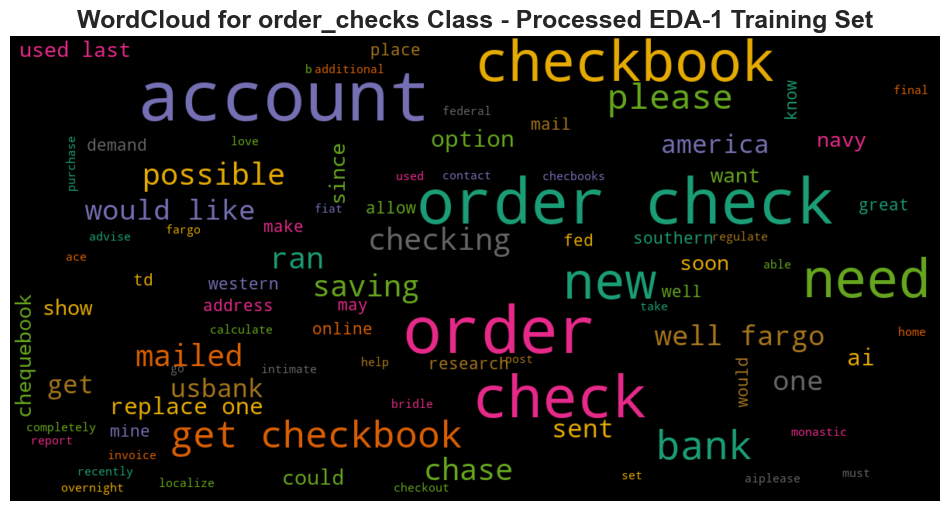 WordCloud for order_checks Class - Processed EDA-1 Training Set
used last
place
checkbook
b
additional
account
please
know
final
federal
purchase
demand
love
since
option
mail
america
navy
possible
used
contact
checbooks
want
order check
would like
fiat
allow
great
advise
fargo
make
checking
fed
southern
regulate
ace
ran
new
soon
able
need
td
western
saving
well
take
show
address
may
chequebook
calculate
online
order
well fargo
home
mailed
go
intimate
help
research
post
would
ai
get
usbank
check
one
replace one
bridle
completely
report
mine
get checkbook
sent
bank
monastic
invoice
recently
overnight
localize
could
chase
checkout
set
aiplease
must